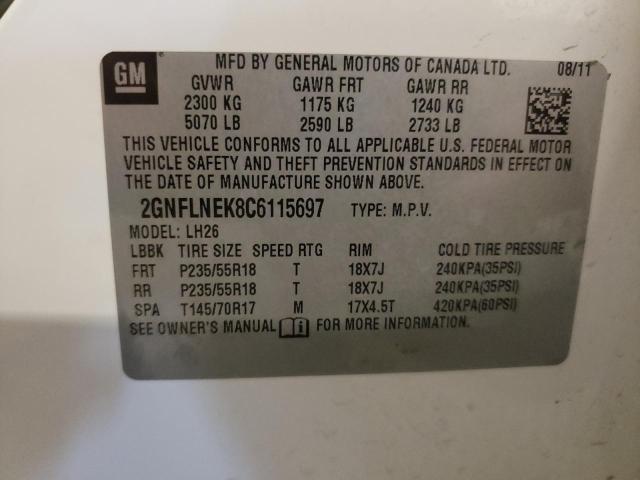 GM MFD BY GENERAL MOTORS OF CANADA LTD. 08/11
GVWR GAWR FRT GAWR RR
2300 KG 1175 KG 1240 KG
5070 LB 2590 LB 2733 LB
THIS VEHICLE CONFORMS TO ALL APPLICABLE U.S. FEDERAL MOTOR
VEHICLE SAFETY AND THEFT PREVENTION STANDARDS IN EFFECT ON
THE DATE OF MANUFACTURE SHOWN ABOVE.
2GNFLNEK8C6115697 TYPE: M.P.V.
MODEL: LH26
LBBK TIRE SIZE SPEED RTG RIM COLD TIRE PRESSURE
FRT P235/55R18 T 18X7J 240KPA(35PSI)
RR P235/55R18 T 18X7J 240KPA(35PSI)
SPA T145/70R17 M 17X4.5T 420KPA(60PSI)
SEE OWNER'S MANUAL FOR MORE INFORMATION.